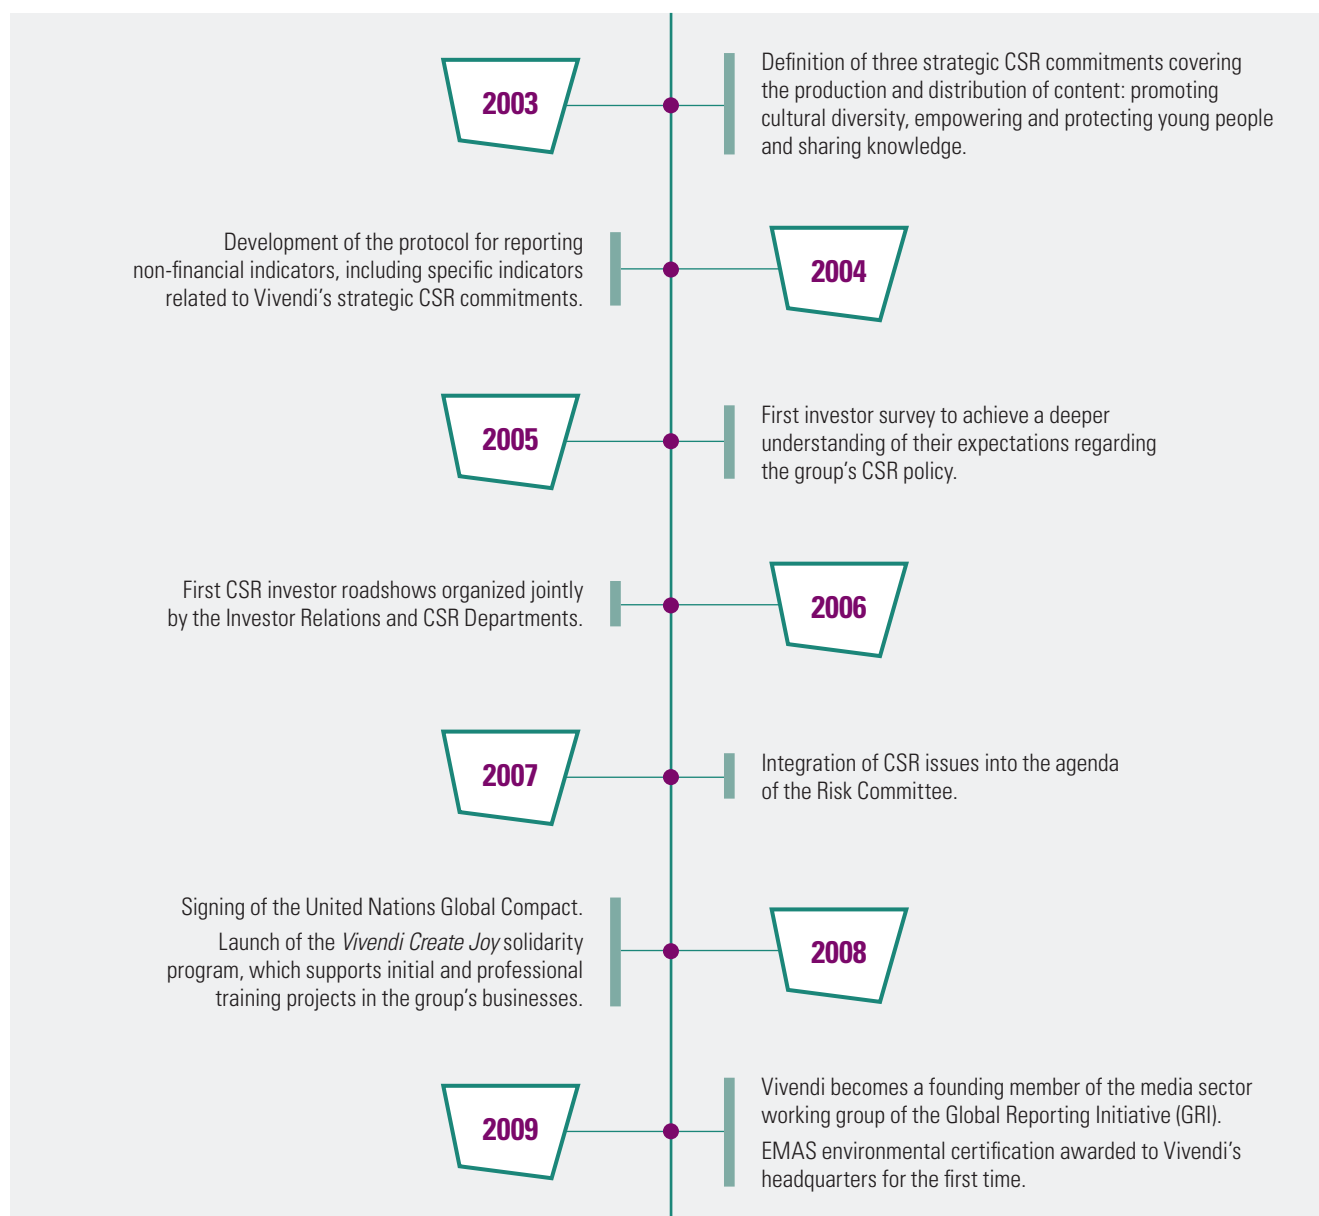 2003
Definition of three strategic CSR commitments covering
the production and distribution of content: promoting
cultural diversity, empowering and protecting young people
and sharing knowledge.
Development of the protocol for reporting
non-financial indicators, including specific indicators
related to Vivendi’s strategic CSR commitments.
2004
2005
First investor survey to achieve a deeper
understanding of their expectations regarding
the group’s CSR policy.
First CSR investor roadshows organized jointly
by the Investor Relations and CSR Departments.
2006
2007
Integration of CSR issues into the agenda
of the Risk Committee.
Signing of the United Nations Global Compact.
Launch of the Vivendi Create Joy solidarity
program, which supports initial and professional
training projects in the group’s businesses.
2008
2009
Vivendi becomes a founding member of the media sector
working group of the Global Reporting Initiative (GRI).
EMAS environmental certification awarded to Vivendi’s
headquarters for the first time.